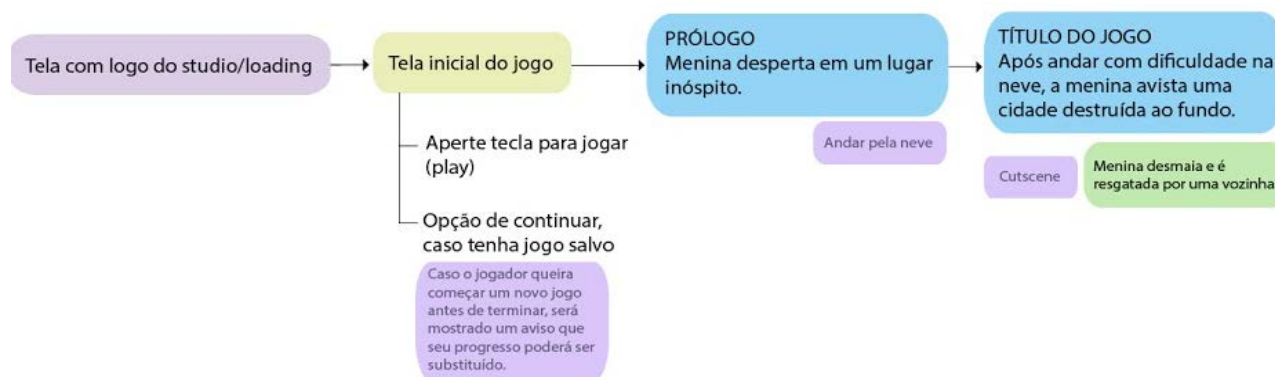 Tela com logo do studio/loading
Tela inicial do jogo
Aperte tecla para jogar
(play)
Opção de continuar,
caso tenha jogo salvo
Caso o jogador queira
começar um novo jogo
antes de terminar, será
mostrado um aviso que
seu progresso poderá ser
substituído.
PRÓLOGO
Menina desperta em um lugar
inóspito.
Andar pela neve
TÍTULO DO JOGO
Após andar com dificuldade na
neve, a menina avista uma
cidade destruída ao fundo.
Cutscene
Menina desmaia e é
resgatada por uma vozinha